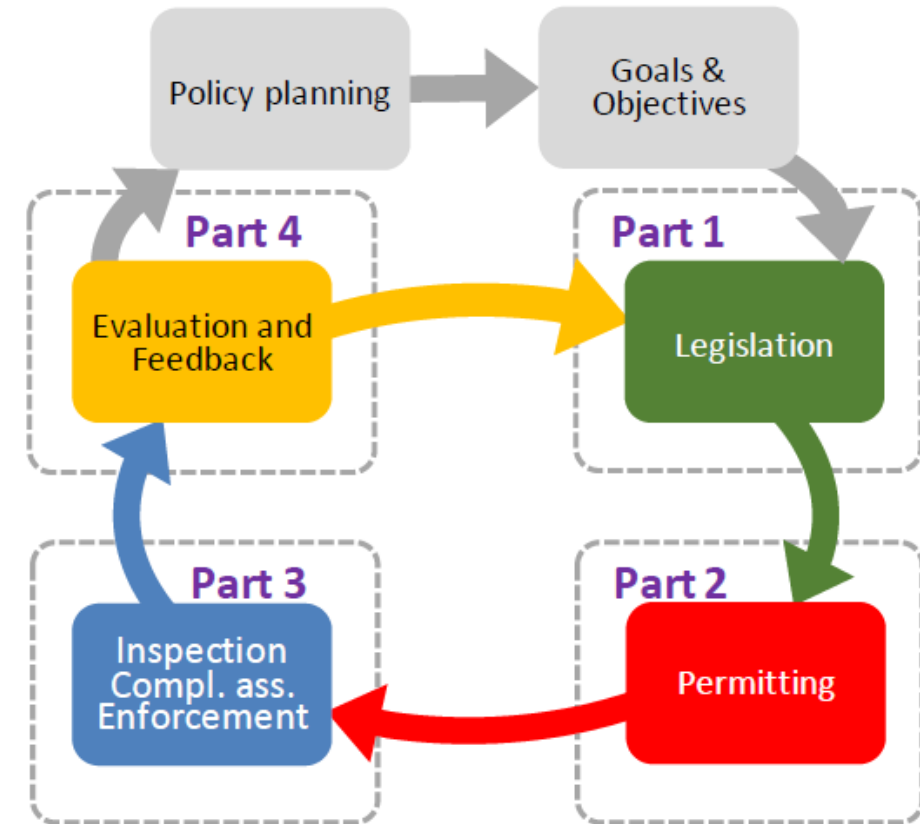 Policy planning
Goals &
Objectives
Part 4
Evaluation and
Feedback
Part 1
Legislation
Part 3
Inspection
Compl. ass.
Enforcement
Part 2
Permitting